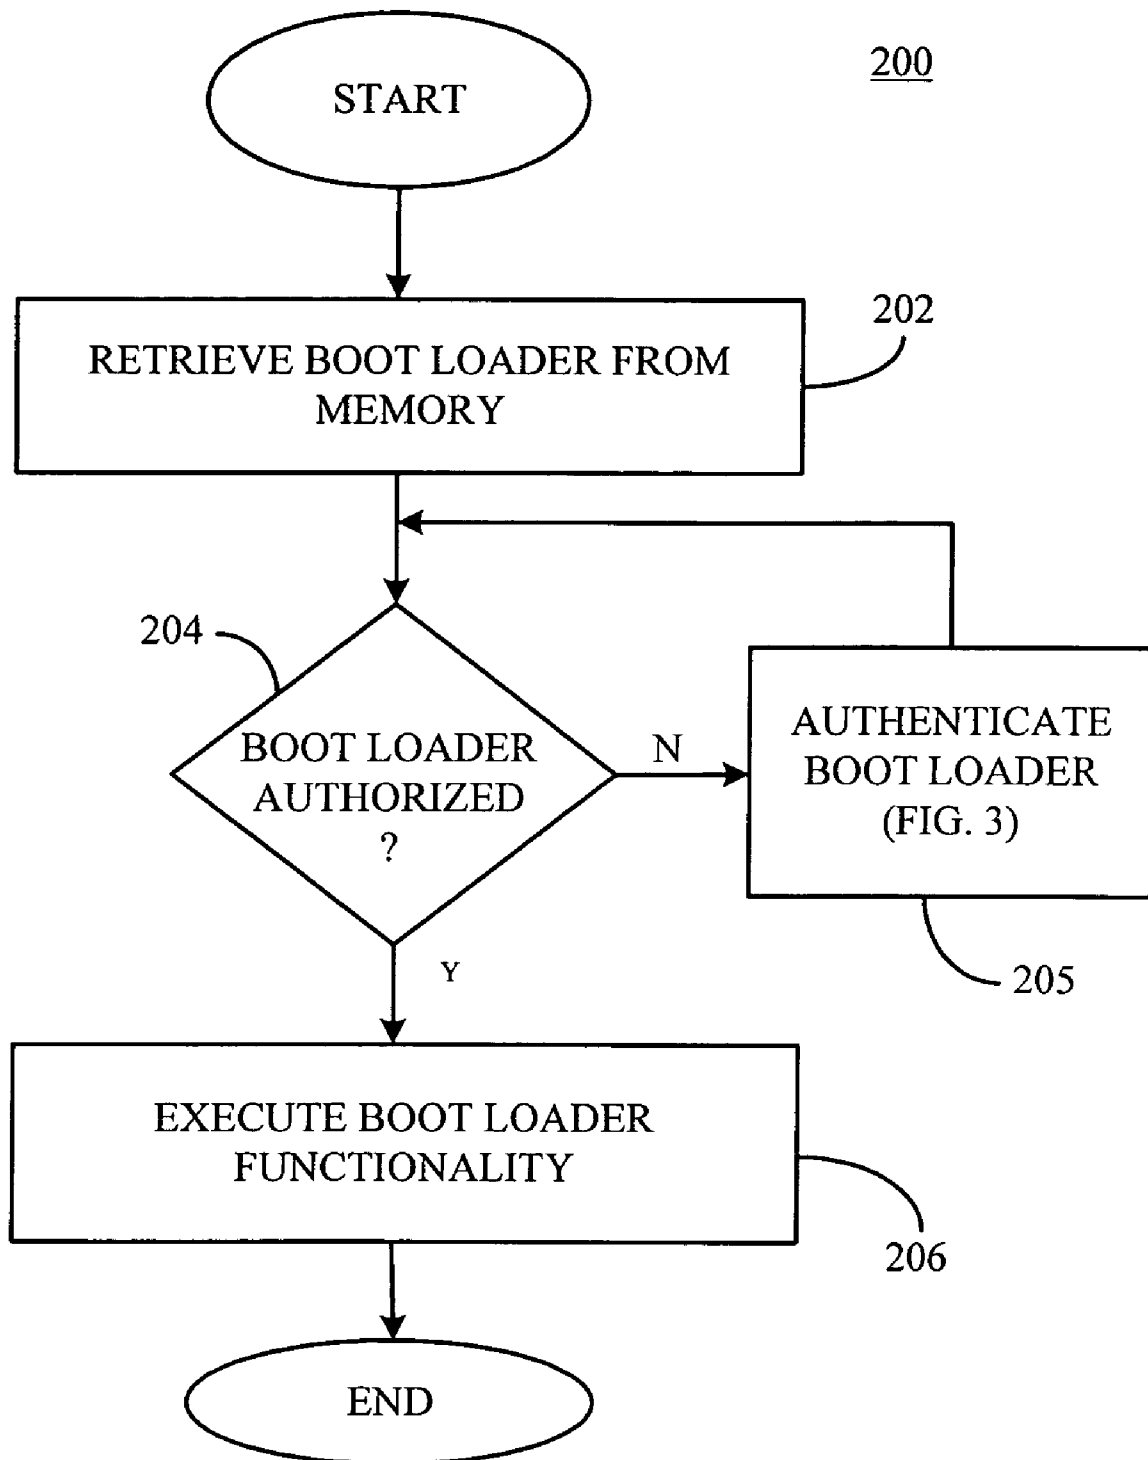 START
200
202
RETRIEVE BOOT LOADER FROM
MEMORY
204
BOOT LOADER
AUTHORIZED
?
N
AUTHENTICATE
BOOT LOADER
(FIG. 3)
205
Y
EXECUTE BOOT LOADER
FUNCTIONALITY
206
END